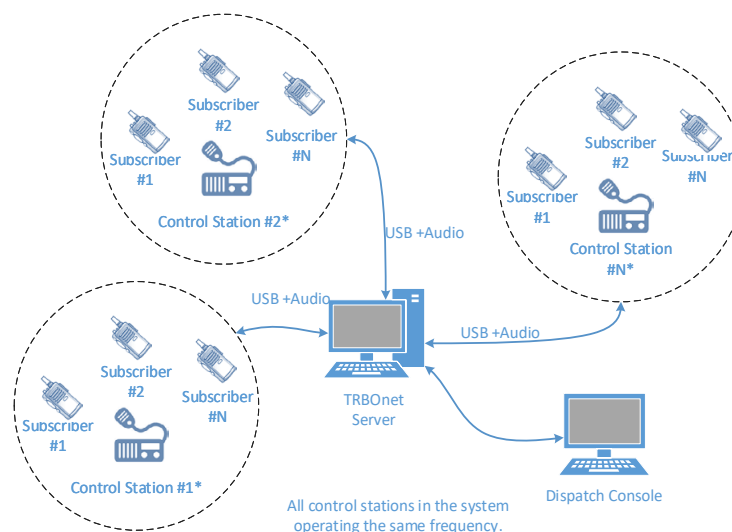 Subscriber
#2
Subscriber
#N
Subscriber
#1
Control Station #2*
Subscriber
#2
Subscriber
#N
Subscriber
#1
Control Station
#N*
USB +Audio
USB +Audio
USB +Audio
Subscriber
#2
Subscriber
#N
Subscriber
#1
Control Station #1*
TRBOnet
Server
Dispatch Console
All control stations in the system
operating the same frequency.